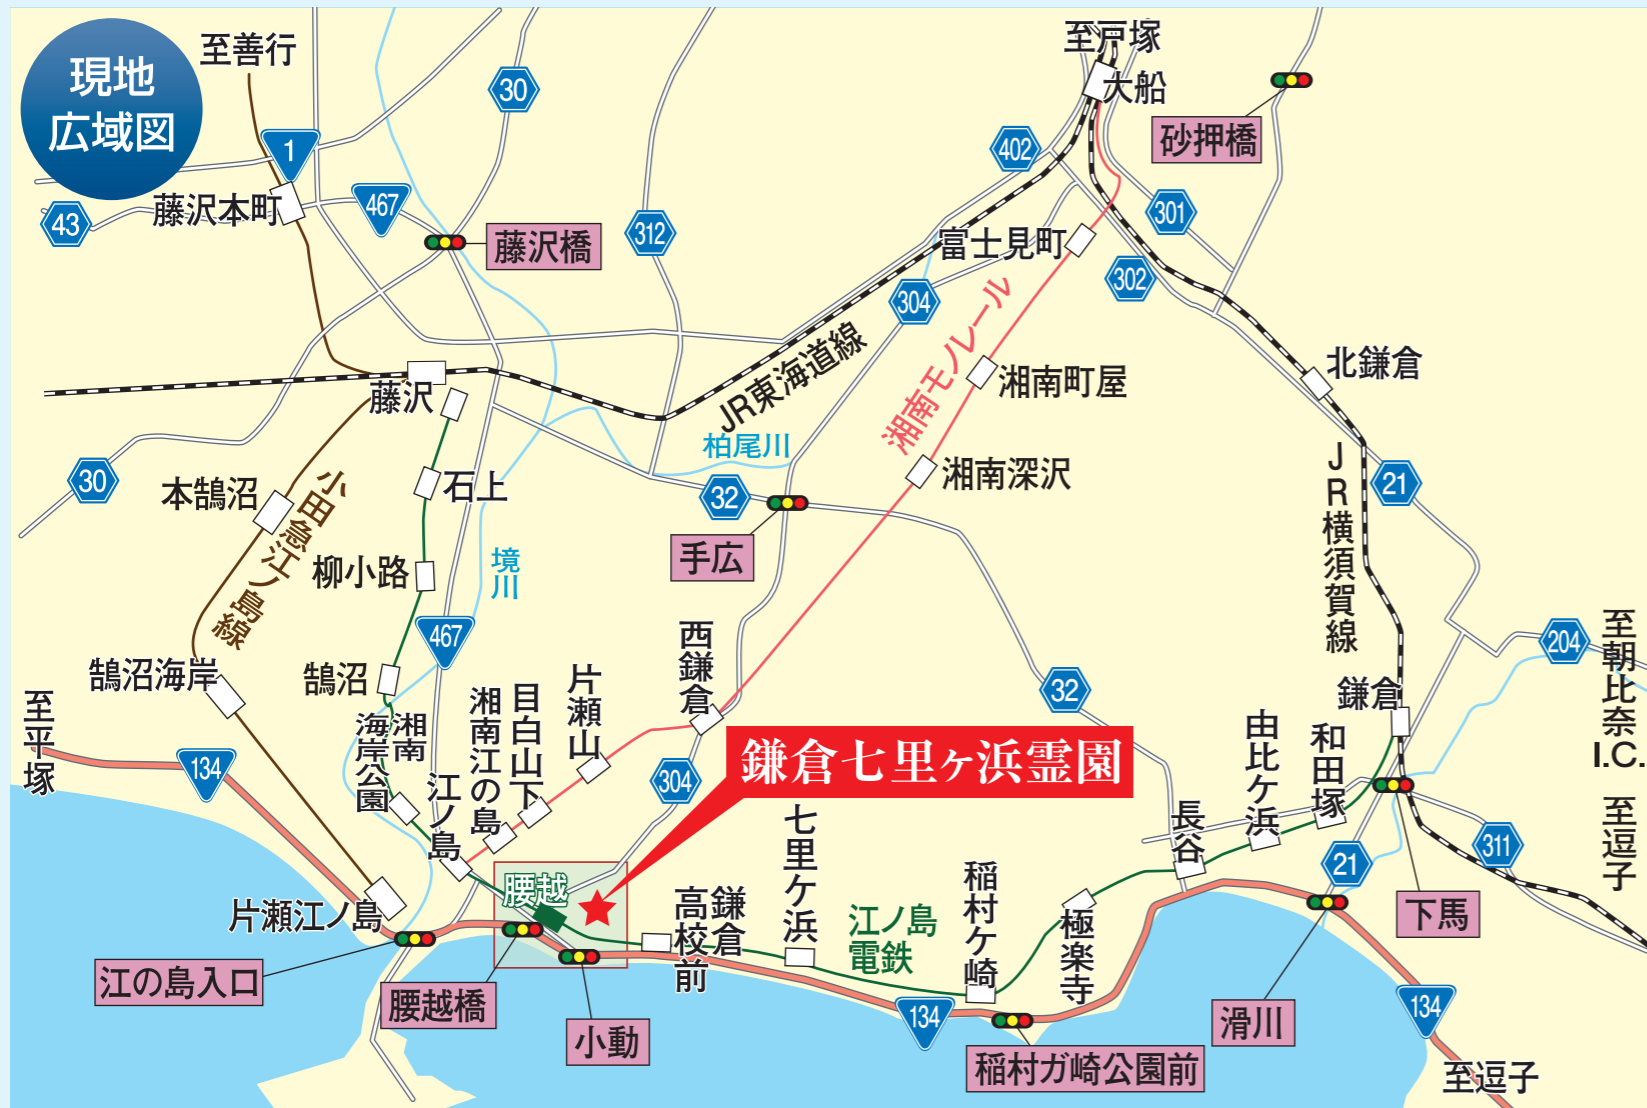 現地
広域図
至善行
1
30
藤沢本町
467
43
藤沢橋
312
至戸塚
大船
402
砂押橋
301
富士見町
302
304
湘南モノレール
JR東海道線
湘南町屋
北鎌倉
藤沢
柏尾川
湘南深沢
32
21
30
本鵠沼
石上
小田急江ノ島線
手広
境川
柳小路
JR横須賀線
467
204
至朝比奈I.C.
鵠沼海岸
鵠沼
西鎌倉
片瀬山
目白山下
湘南江の島
湘南
海岸公園
江ノ島
32
鎌倉
至平塚
134
304
鎌倉七里ヶ浜霊園
由比ケ浜
和田塚
長谷
七里ケ浜
至逗子
311
21
腰越
鎌倉
高校前
稲村ケ崎
極楽寺
江ノ島
電鉄
片瀬江ノ島
下馬
江の島入口
腰越橋
小動
134
稲村ガ崎公園前
滑川
134
至逗子